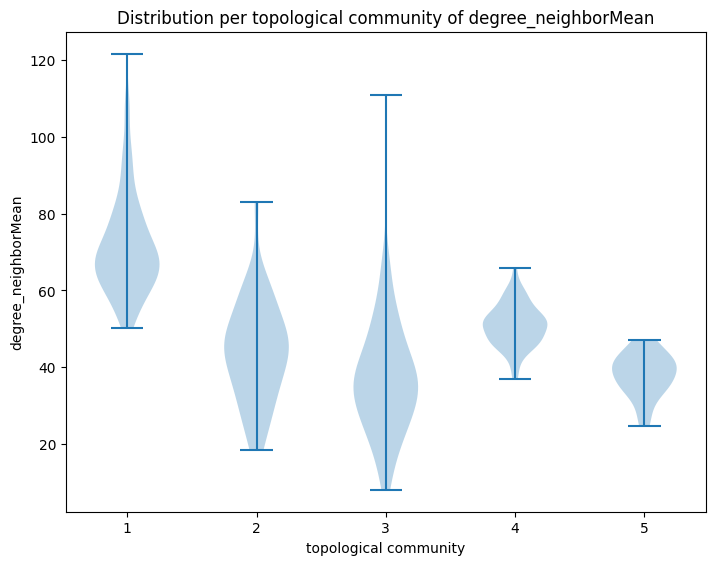 Distribution per topological community of degree_neighborMean
degree_neighborMean
120
100
80
60
40
20
1 2 3 4 5
topological community